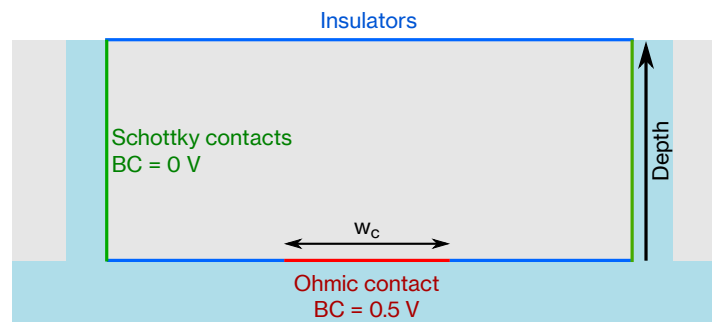 Insulators
Schottky contacts
BC = 0 V
Depth
w_c
Ohmic contact
BC = 0.5 V